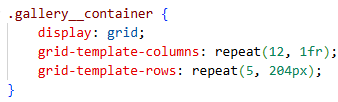 .gallery__container {
    display: grid;
    grid-template-columns: repeat(12, 1fr);
    grid-template-rows: repeat(5, 204px);
}